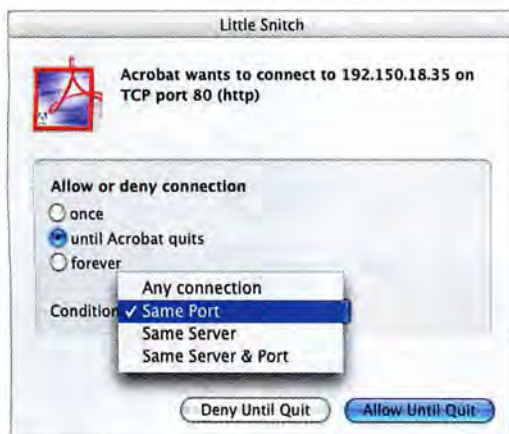 Little Snitch
Acrobat wants to connect to 192.150.18.35 on
TCP port 80 (http)
Allow or deny connection
once
until Acrobat quits
forever
Any connection
Condition ✓ Same Port
Same Server
Same Server & Port
Deny Until Quit Allow Until Quit